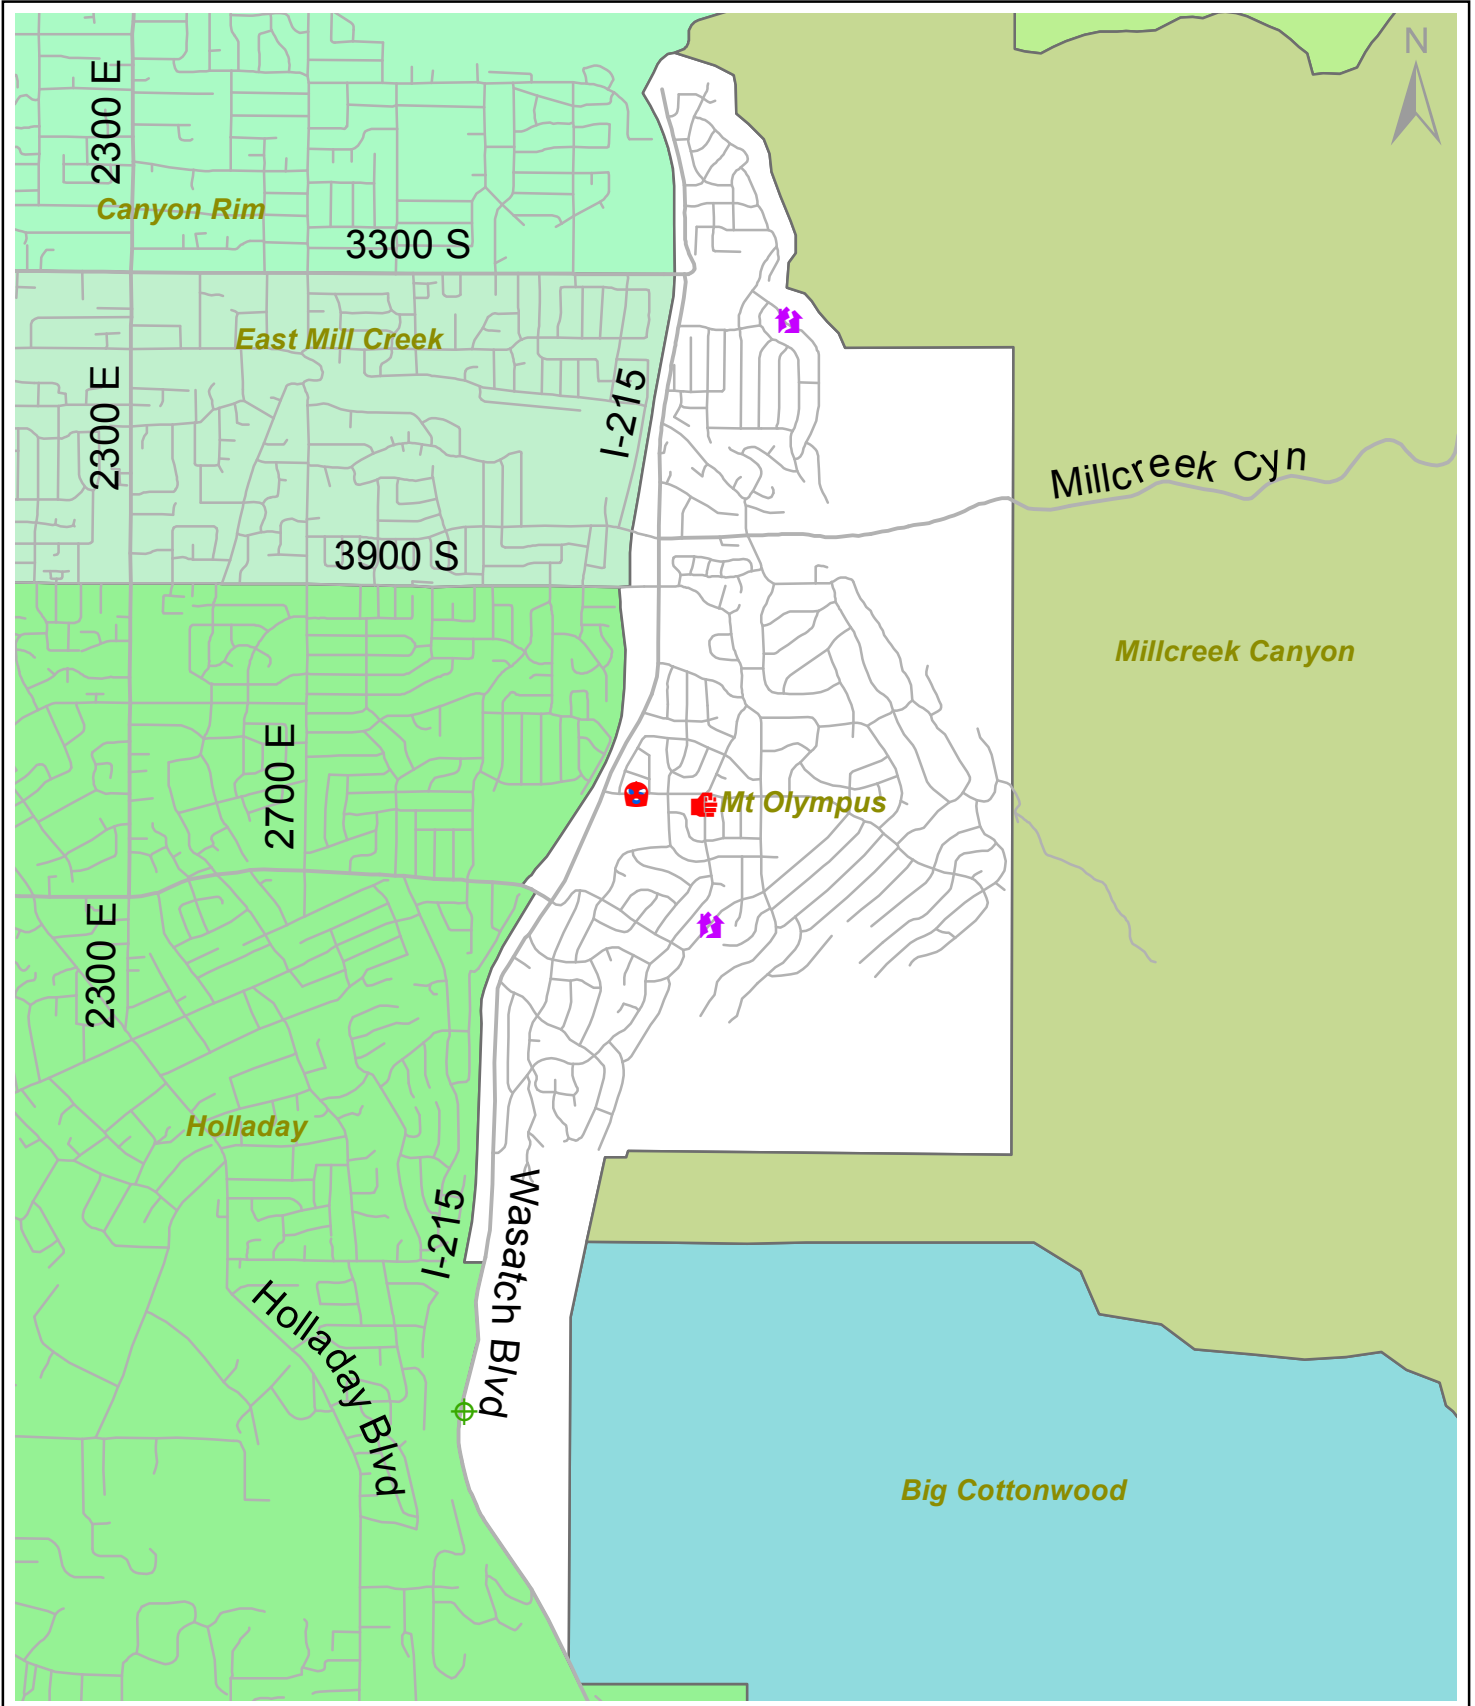 N
2300 E
Canyon Rim
3300 S
East Mill Creek
I-215
2300 E
Millcreek Cyn
3900 S
Millcreek Canyon
2700 E
Mt Olympus
2300 E
Holladay
I-215
Wasatch Blvd
Holladay Blvd
Big Cottonwood